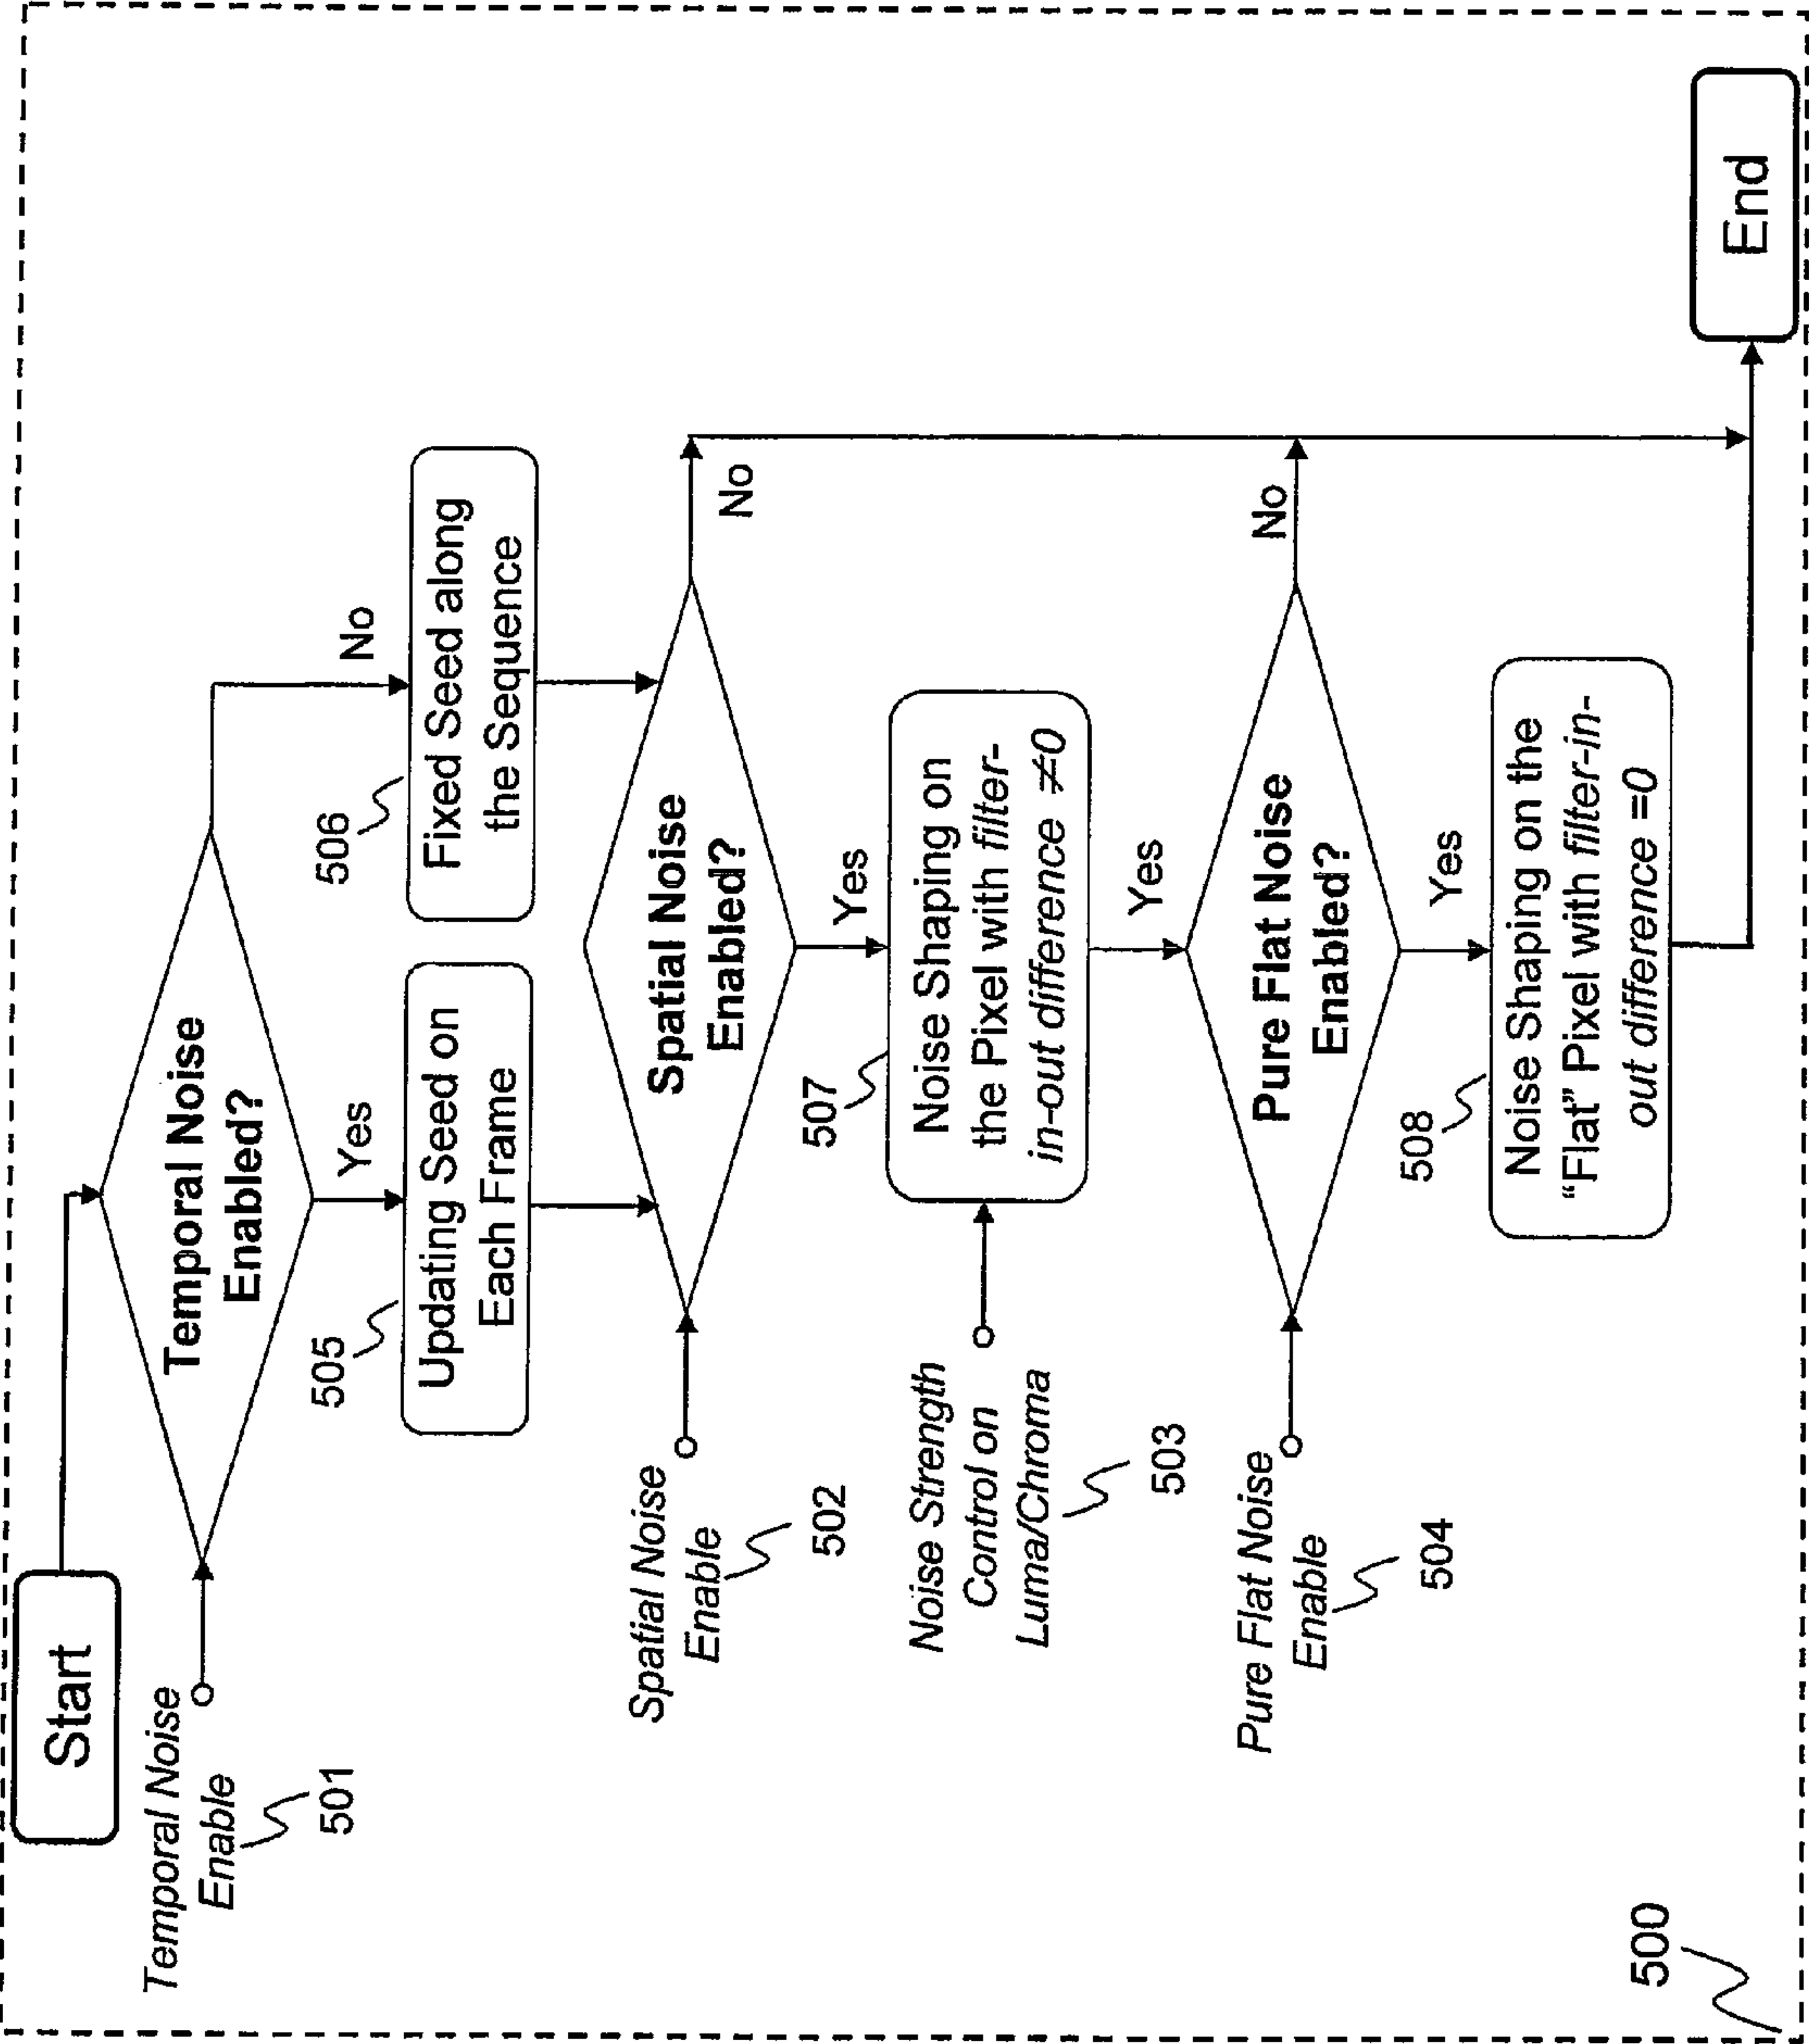 Start
Temporal Noise
Enable
501
Temporal Noise
Enabled?
Yes
No
505
Updating Seed on
Each Frame
506
Fixed Seed along
the Sequence
Spatial Noise
Enable
502
Spatial Noise
Enabled?
No
Yes
Noise Strength
Control on
Luma/Chroma
503
507
Noise Shaping on
the Pixel with filter-
in-out difference ≠0
Yes
Pure Flat Noise
Enable
504
Pure Flat Noise
Enabled?
No
Yes
508
Noise Shaping on the
“Flat” Pixel with filter-in-
out difference =0
End
500